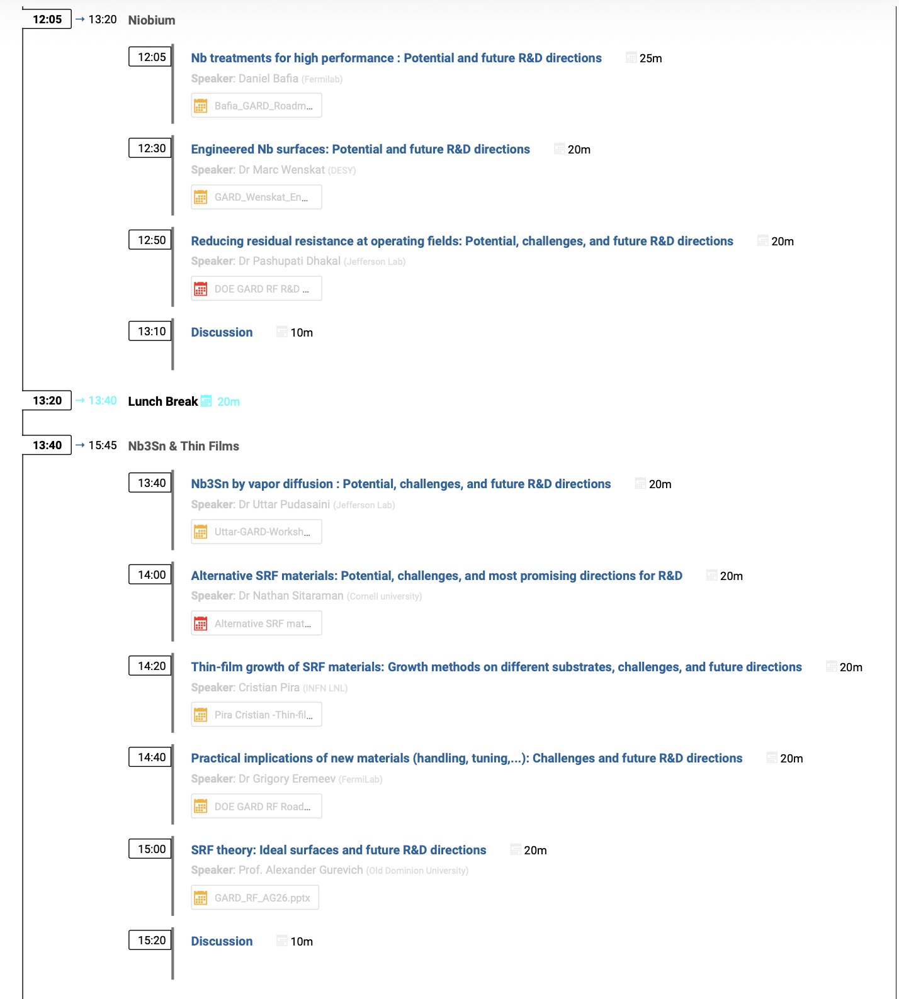 12:05 → 13:20 Niobium
12:05 Nb treatments for high performance : Potential and future R&D directions 25m
Speaker: Daniel Bafia (Fermilab)
Bafia_GARD_Roadm...
12:30 Engineered Nb surfaces: Potential and future R&D directions 20m
Speaker: Dr Marc Wenskat (DESY)
GARD_Wenskat_En...
12:50 Reducing residual resistance at operating fields: Potential, challenges, and future R&D directions 20m
Speaker: Dr Pashupati Dhakal (Jefferson Lab)
DOE GARD RF R&D ...
13:10 Discussion 10m
13:20 → 13:40 Lunch Break 20m
13:40 → 15:45 Nb3Sn & Thin Films
13:40 Nb3Sn by vapor diffusion : Potential, challenges, and future R&D directions 20m
Speaker: Dr Uttar Pudasaini (Jefferson Lab)
Uttar-GARD-Worksh...
14:00 Alternative SRF materials: Potential, challenges, and most promising directions for R&D 20m
Speaker: Dr Nathan Sitaraman (Cornell university)
Alternative SRF mat...
14:20 Thin-film growth of SRF materials: Growth methods on different substrates, challenges, and future directions 20m
Speaker: Cristian Pira (INFN LNL)
Pira Cristian -Thin-fil...
14:40 Practical implications of new materials (handling, tuning,...): Challenges and future R&D directions 20m
Speaker: Dr Grigory Eremeev (FermiLab)
DOE GARD RF Road...
15:00 SRF theory: Ideal surfaces and future R&D directions 20m
Speaker: Prof. Alexander Gurevich (Old Dominion University)
GARD_RF_AG26.pptx
15:20 Discussion 10m